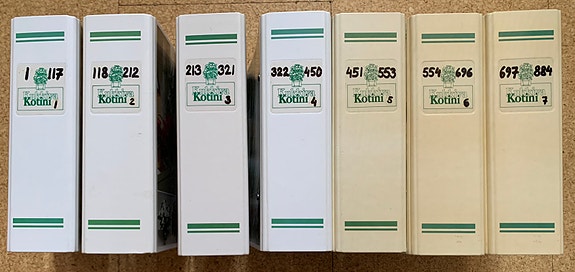 1 117
Kotini
1
118 212
Kotini
2
213 321
Kotini
3
322 450
Kotini
4
451 553
Kotini
5
554 696
Kotini
6
697 884
Kotini
7